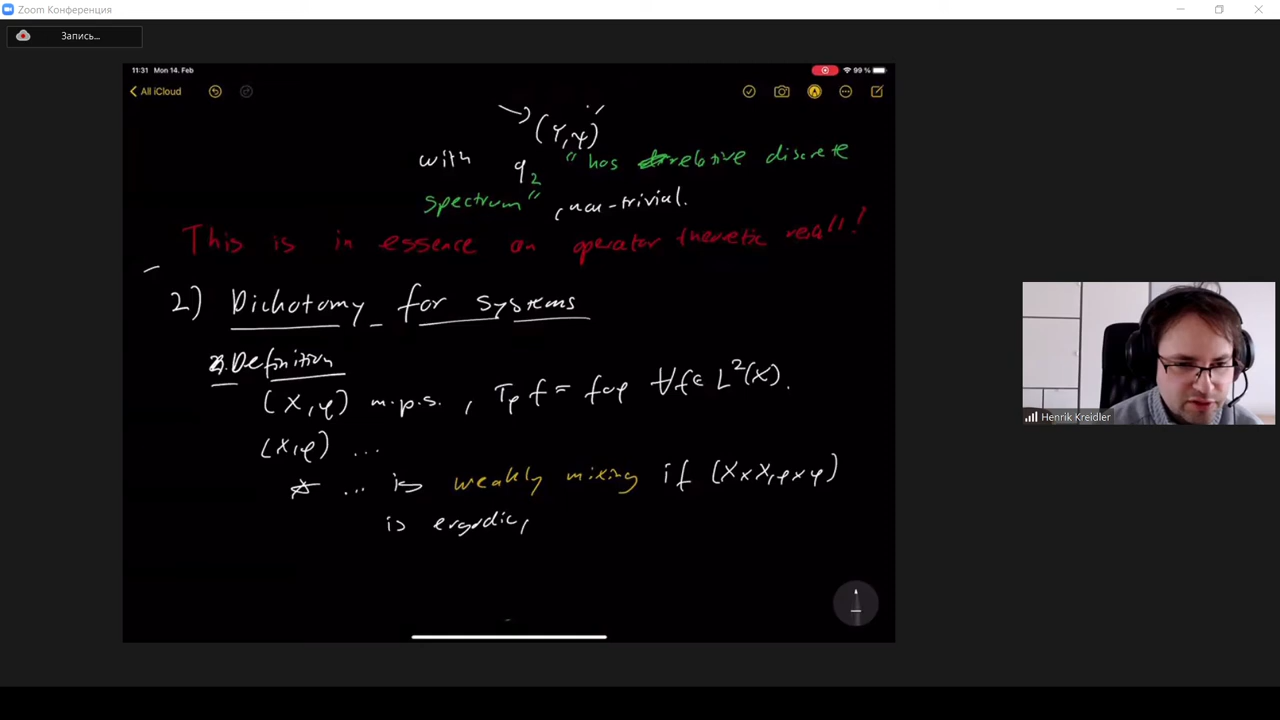 Zoom Конференция
Запись...
11:31 Mon 14. Feb
99 %
All iCloud
→ (Y,ψ)"
with q₂ "has relative discrete
spectrum", non-trivial.
This is in essence an operator theoretic result!
2) Dichotomy for systems
Definition
(X,φ) m.p.s., T_φ f = f∘φ ∀f∈L²(X).
(X,φ) ...
* ... is weakly mixing if (X×X,φ×φ)
is ergodic,
Henrik Kreidler